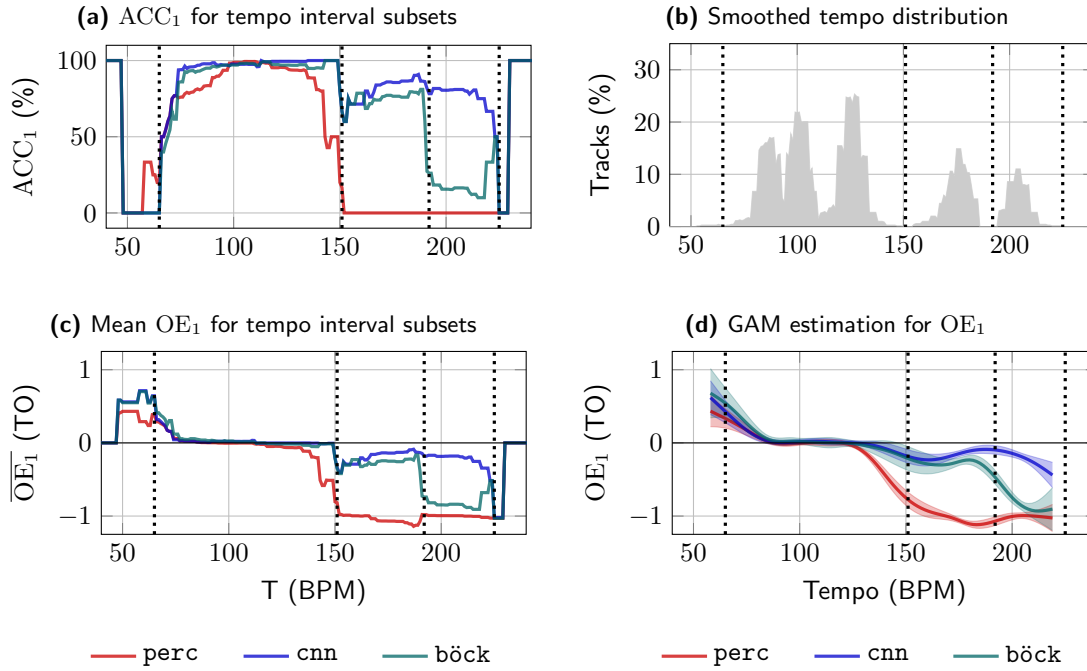 (a) ACC₁ for tempo interval subsets
(b) Smoothed tempo distribution
ACC₁ (%)
100
50
0
50
100
150
200
Tracks (%)
30
20
10
0
50
100
150
200
(c) Mean OE₁ for tempo interval subsets
(d) GAM estimation for OE₁
O̅E̅₁ (TO)
1
0
−1
50
100
150
200
T (BPM)
OE₁ (TO)
1
0
−1
50
100
150
200
Tempo (BPM)
perc cnn böck
perc cnn böck